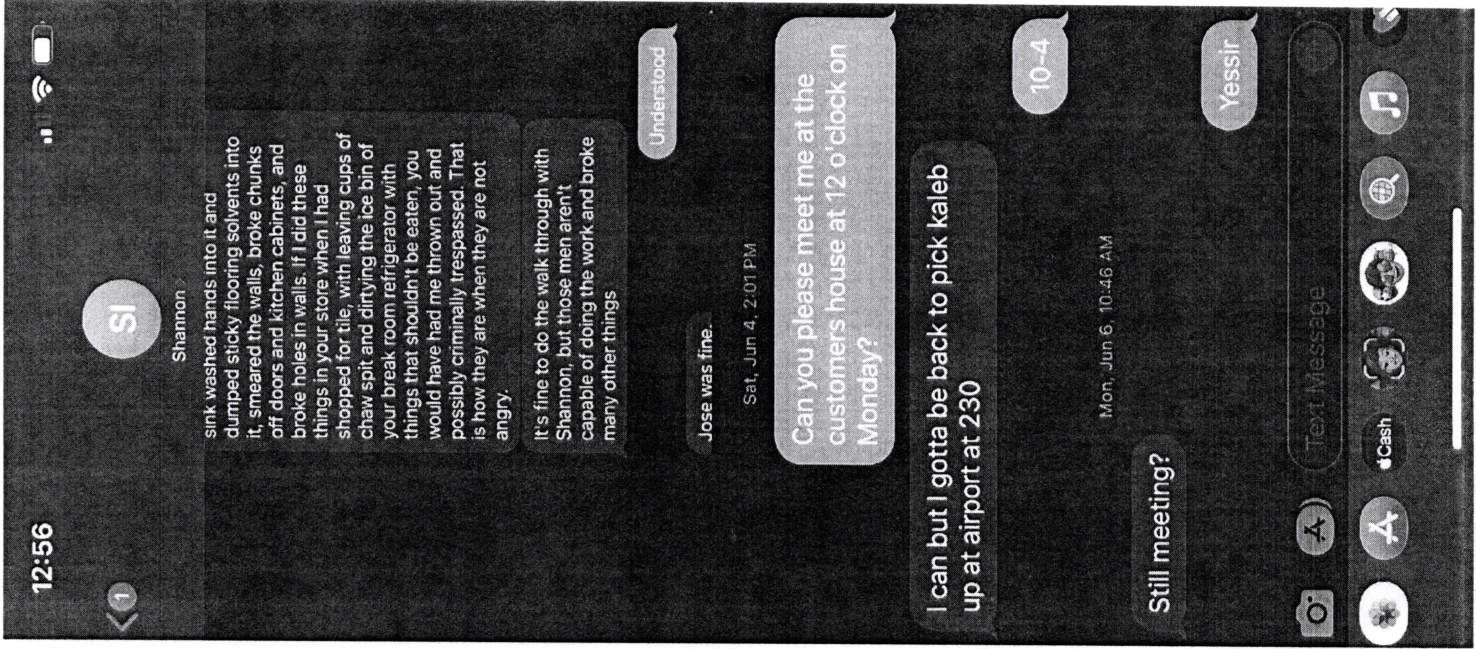 12:56
1
SI
Shannon
sink washed hands into it and
dumped sticky flooring solvents into
it, smeared the walls, broke chunks
off doors and kitchen cabinets, and
broke holes in walls. If I did these
things in your store when I had
shopped for tile, with leaving cups of
chaw spit and dirtying the ice bin of
your break room refrigerator with
things that shouldn't be eaten, you
would have had me thrown out and
possibly criminally trespassed. That
is how they are when they are not
angry.
It's fine to do the walk through with
Shannon, but those men aren't
capable of doing the work and broke
many other things
Understood
Jose was fine.
Sat, Jun 4, 2:01 PM
Can you please meet me at the
customers house at 12 o'clock on
Monday?
I can but I gotta be back to pick kaleb
up at airport at 230
10-4
Mon, Jun 6, 10:46 AM
Still meeting?
Yessir
Text Message
Cash